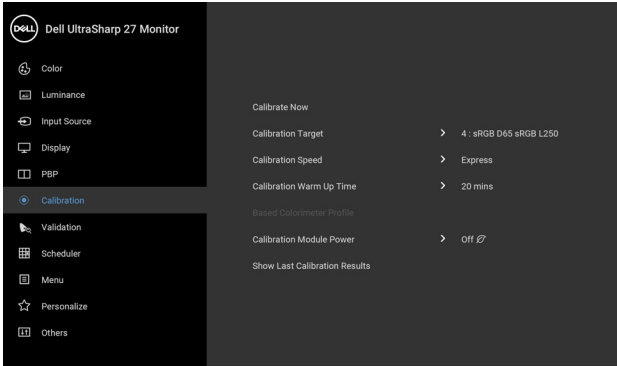 DELL Dell UltraSharp 27 Monitor
Color
Luminance
Input Source
Display
PBP
Calibration
Validation
Scheduler
Menu
Personalize
Others
Calibrate Now
Calibration Target > 4 : sRGB D65 sRGB L250
Calibration Speed > Express
Calibration Warm Up Time > 20 mins
Based Colorimeter Profile
Calibration Module Power > Off
Show Last Calibration Results